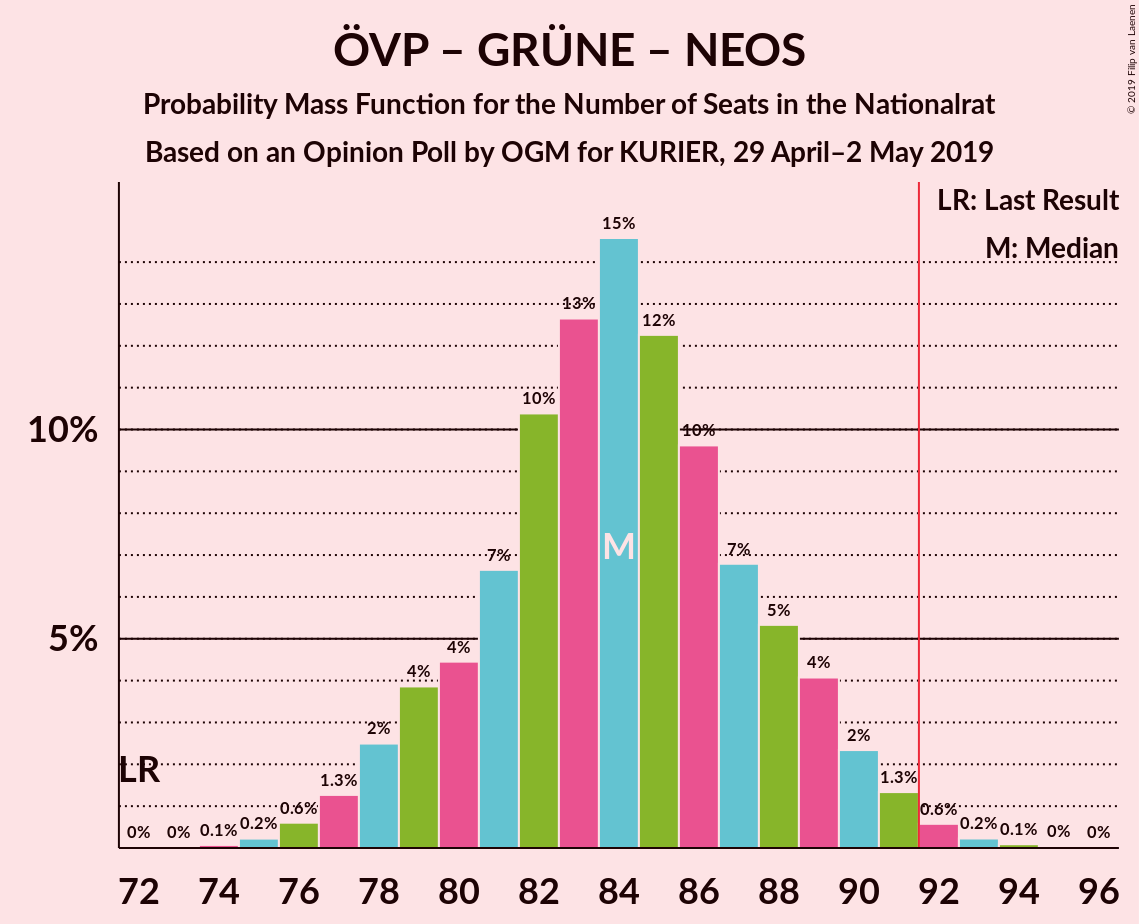 ÖVP – GRÜNE – NEOS
Probability Mass Function for the Number of Seats in the Nationalrat
Based on an Opinion Poll by OGM for KURIER, 29 April–2 May 2019
© 2019 Filip van Laenen
LR: Last Result
M: Median
15%
13%
12%
10%
10%
10%
M
7%
7%
5%
5%
4%
4%
4%
2%
2%
LR
1.3%
1.3%
0.6%
0.6%
0% 0% 0.1% 0.2%
0.2% 0.1% 0% 0%
72 74 76 78 80 82 84 86 88 90 92 94 96